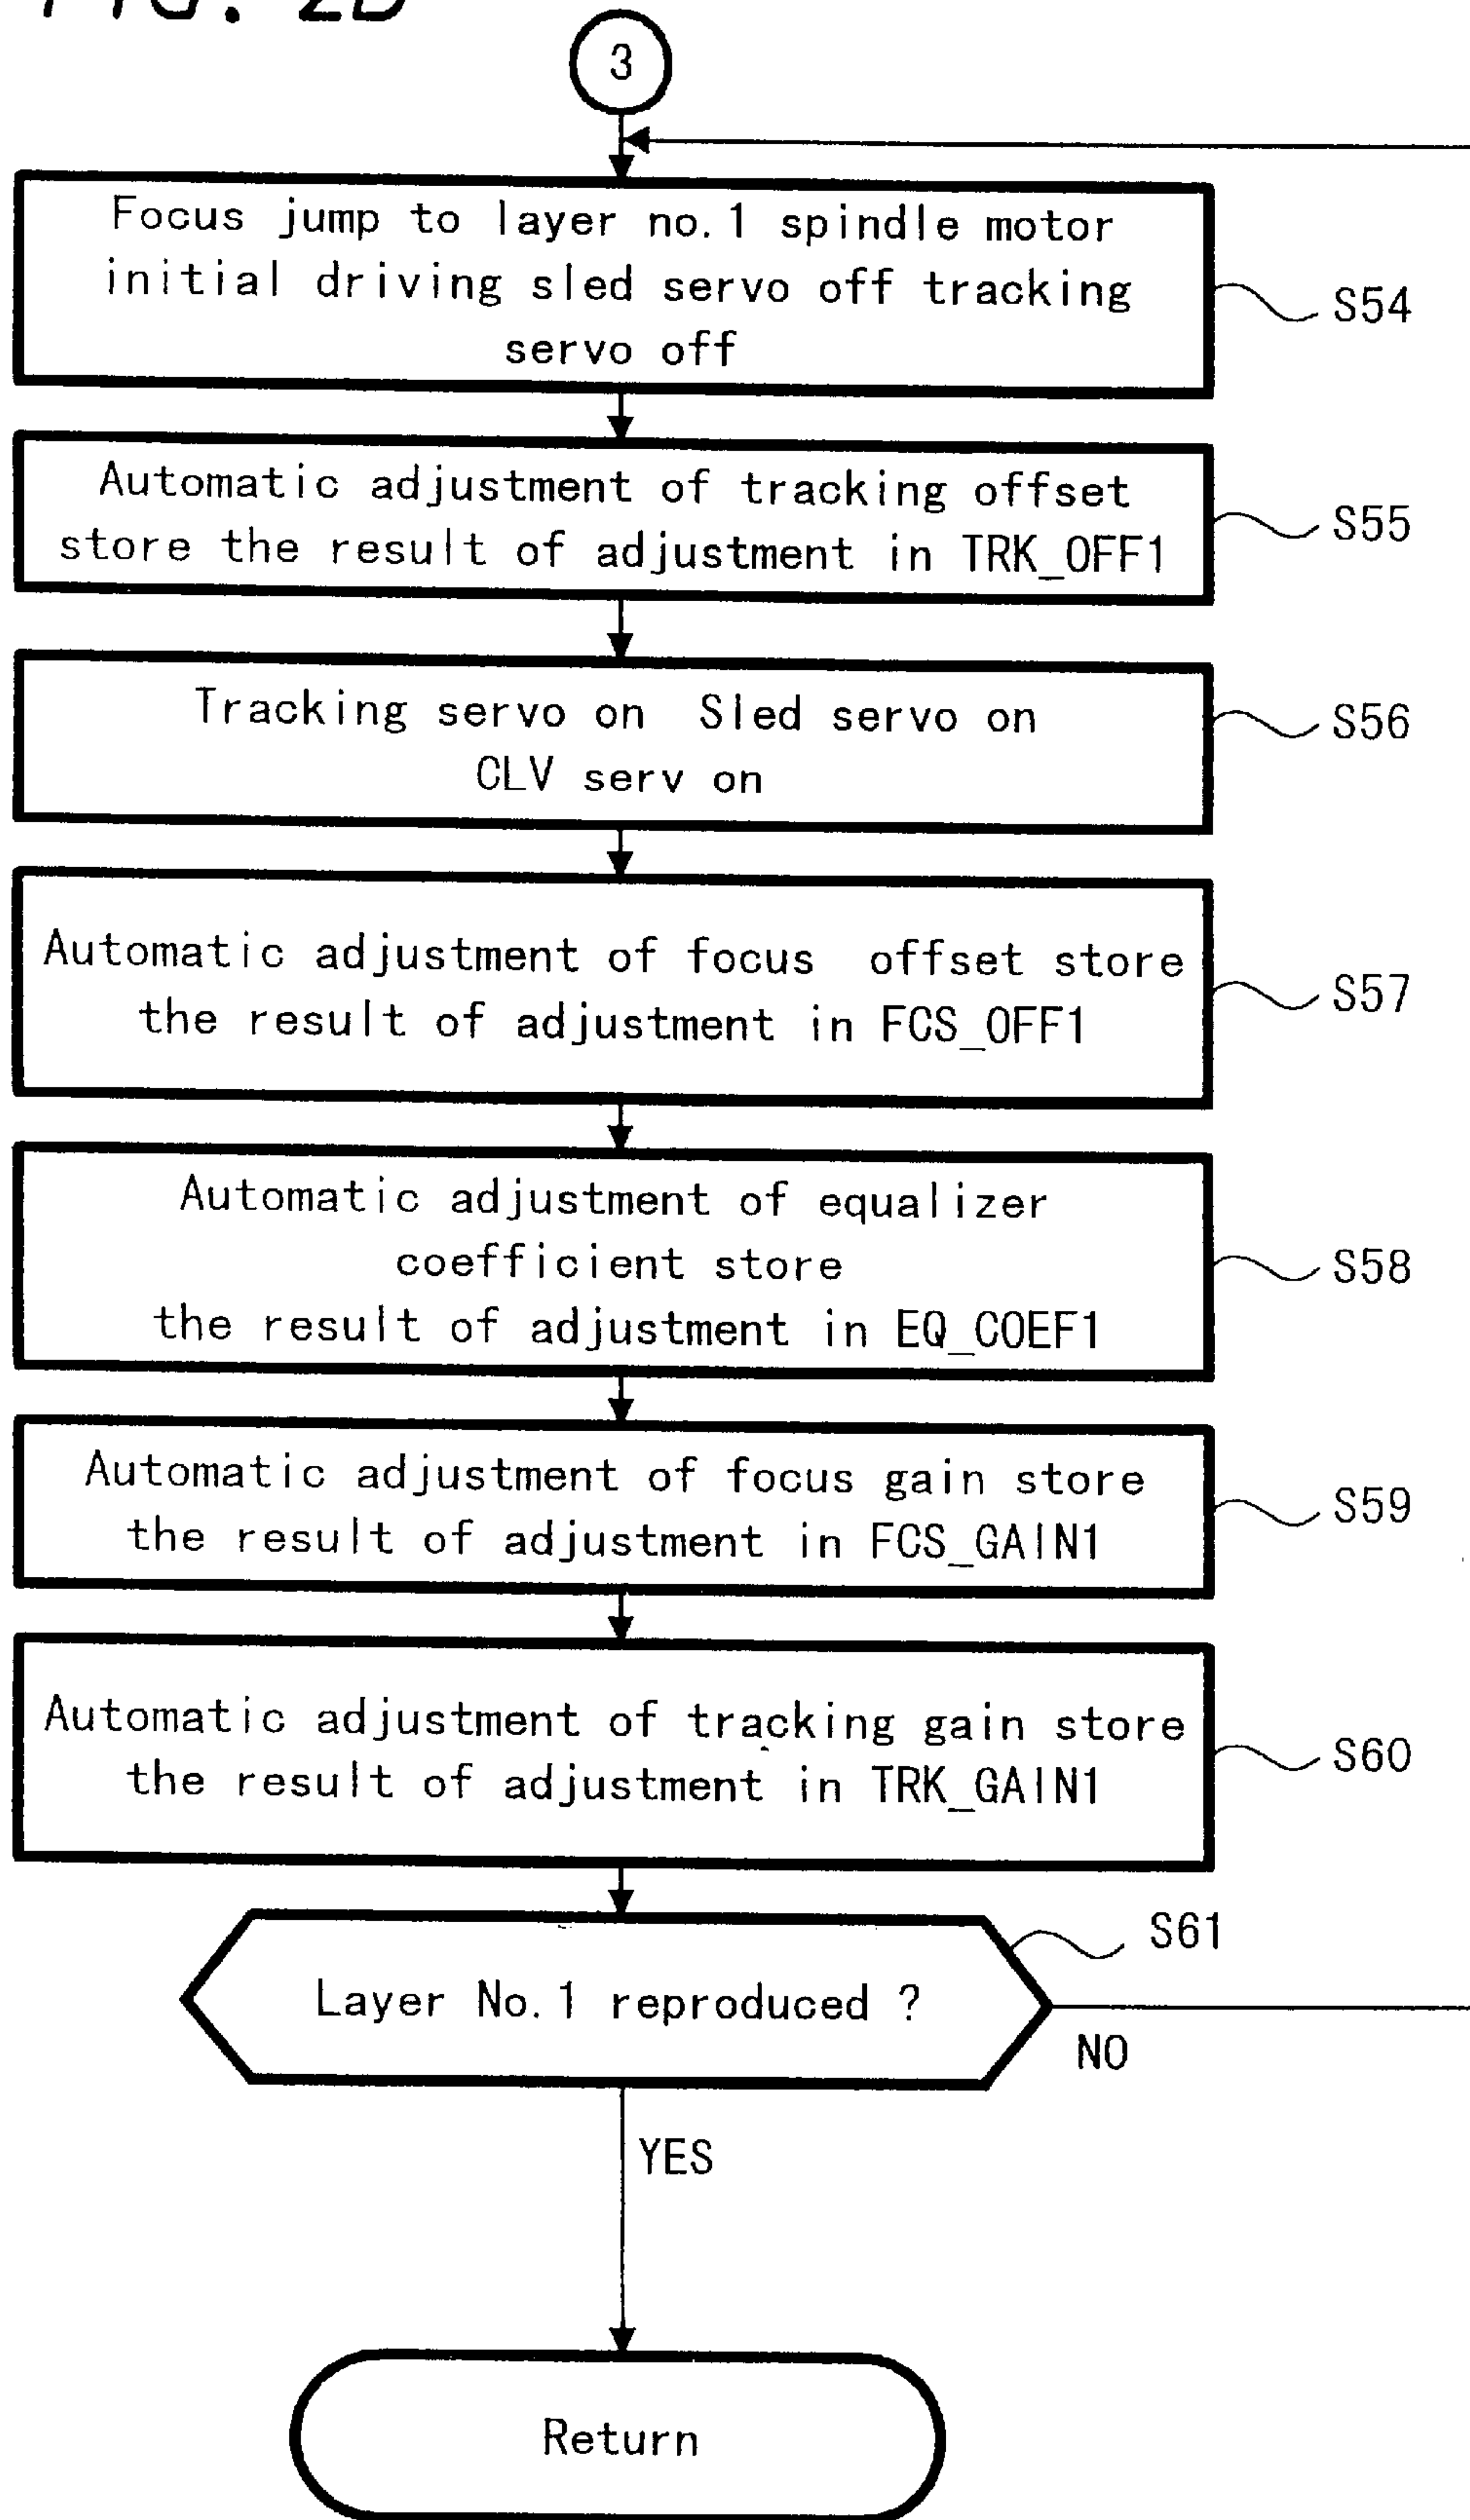 FIG. 2D
3
Focus jump to layer no.1 spindle motor
initial driving sled servo off tracking
servo off
S54
Automatic adjustment of tracking offset
store the result of adjustment in TRK_OFF1
S55
Tracking servo on Sled servo on
CLV serv on
S56
Automatic adjustment of focus offset store
the result of adjustment in FCS_OFF1
S57
Automatic adjustment of equalizer
coefficient store
the result of adjustment in EQ_COEF1
S58
Automatic adjustment of focus gain store
the result of adjustment in FCS_GAIN1
S59
Automatic adjustment of tracking gain store
the result of adjustment in TRK_GAIN1
S60
S61
Layer No.1 reproduced ?
NO
YES
Return